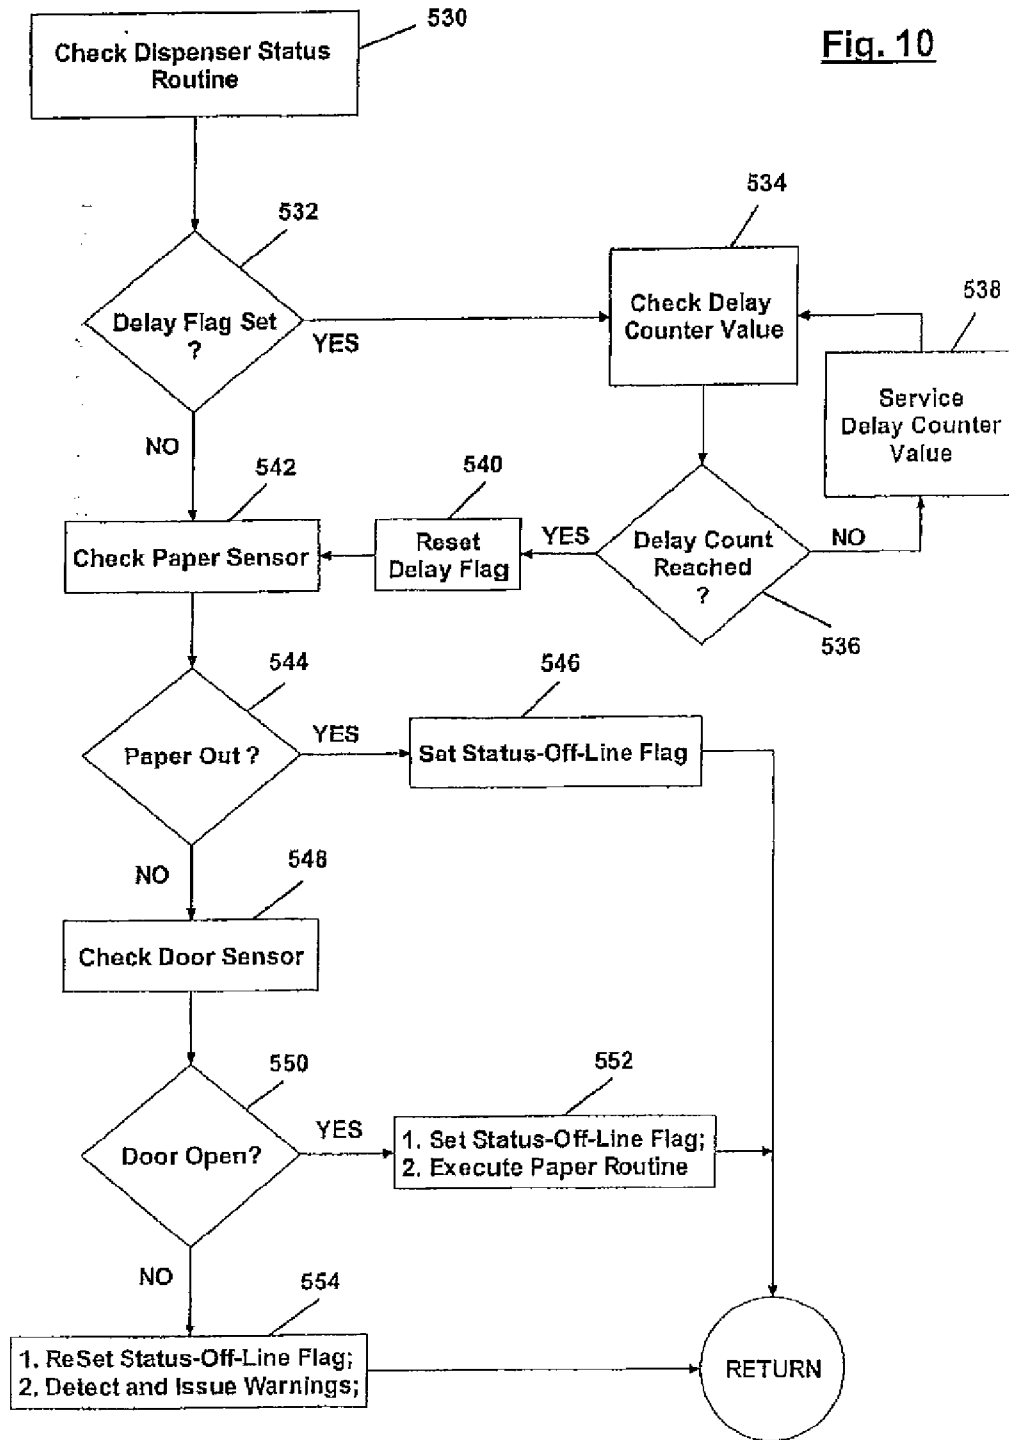 530
Fig. 10
Check Dispenser Status
Routine
532
534
538
Delay Flag Set
?
YES
Check Delay
Counter Value
Service
Delay Counter
Value
NO
542
540
Check Paper Sensor
Reset
Delay Flag
YES
Delay Count
Reached
?
NO
536
544
546
Paper Out ?
YES
Set Status-Off-Line Flag
NO
548
Check Door Sensor
550
552
Door Open?
YES
1. Set Status-Off-Line Flag;
2. Execute Paper Routine
NO
554
1. ReSet Status-Off-Line Flag;
2. Detect and Issue Warnings;
RETURN